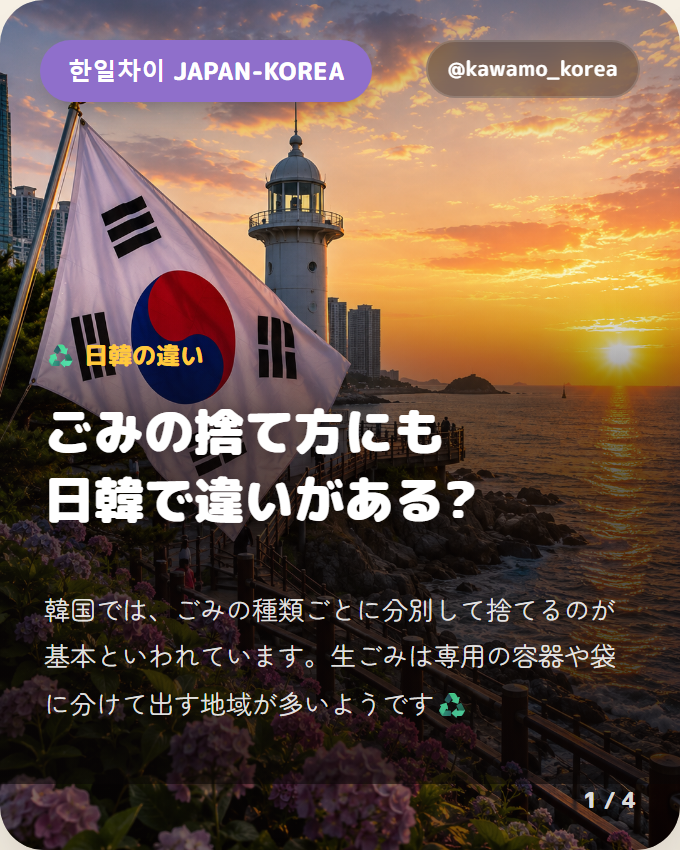 한일차이 JAPAN-KOREA
@kawamo_korea
♻️ 日韓の違い
ごみの捨て方にも
日韓で違いがある?
韓国では、ごみの種類ごとに分別して捨てるのが
基本といわれています。生ごみは専用の容器や袋
に分けて出す地域が多いようです♻️
1 / 4